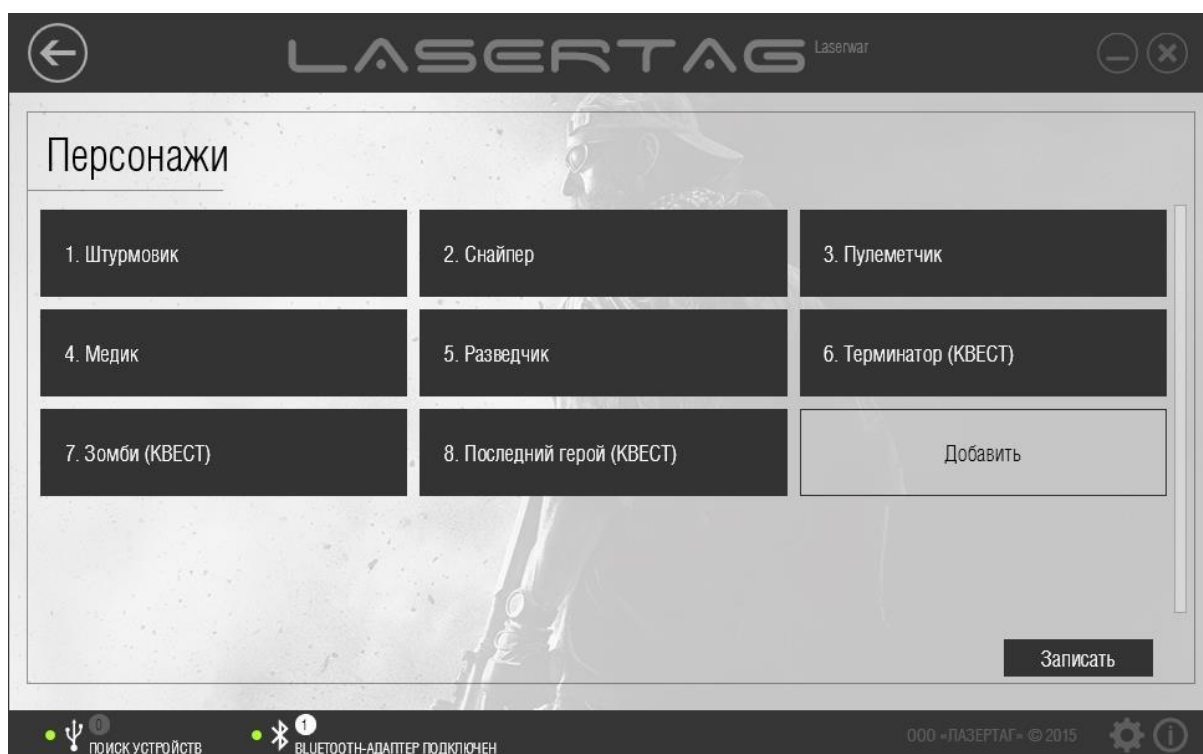 LASERTAG Laserwar
Персонажи
1. Штурмовик
2. Снайпер
3. Пулеметчик
4. Медик
5. Разведчик
6. Терминатор (КВЕСТ)
7. Зомби (КВЕСТ)
8. Последний герой (КВЕСТ)
Добавить
Записать
0
ПОИСК УСТРОЙСТВ
1
BLUETOOTH-АДАПТЕР ПОДКЛЮЧЕН
ООО «ЛАЗЕРТАГ» © 2015